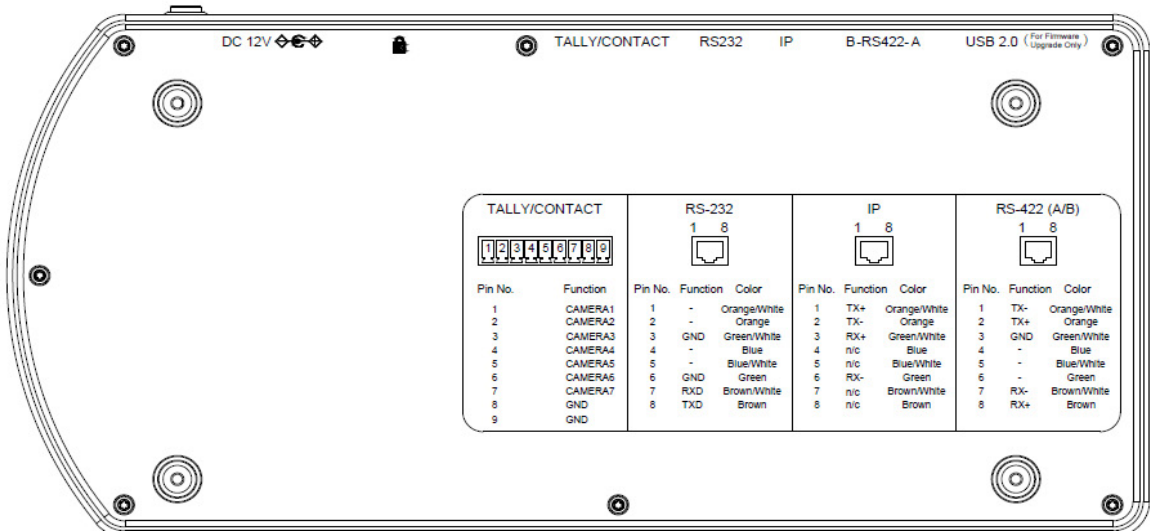 DC 12V TALLY/CONTACT RS232 IP B-RS422-A USB 2.0 (For Firmware Upgrade Only)
TALLY/CONTACT
1 2 3 4 5 6 7 8 9
Pin No. Function
1 CAMERA1
2 CAMERA2
3 CAMERA3
4 CAMERA4
5 CAMERA5
6 CAMERA6
7 CAMERA7
8 GND
9 GND
RS-232
1 8
Pin No. Function Color
1 - Orange/White
2 - Orange
3 GND Green/White
4 - Blue
5 - Blue/White
6 GND Green
7 RXD Brown/White
8 TXD Brown
IP
1 8
Pin No. Function Color
1 TX+ Orange/White
2 TX- Orange
3 RX+ Green/White
4 n/c Blue
5 n/c Blue/White
6 RX- Green
7 n/c Brown/White
8 n/c Brown
RS-422 (A/B)
1 8
Pin No. Function Color
1 TX- Orange/White
2 TX+ Orange
3 GND Green/White
4 - Blue
5 - Blue/White
6 - Green
7 RX- Brown/White
8 RX+ Brown